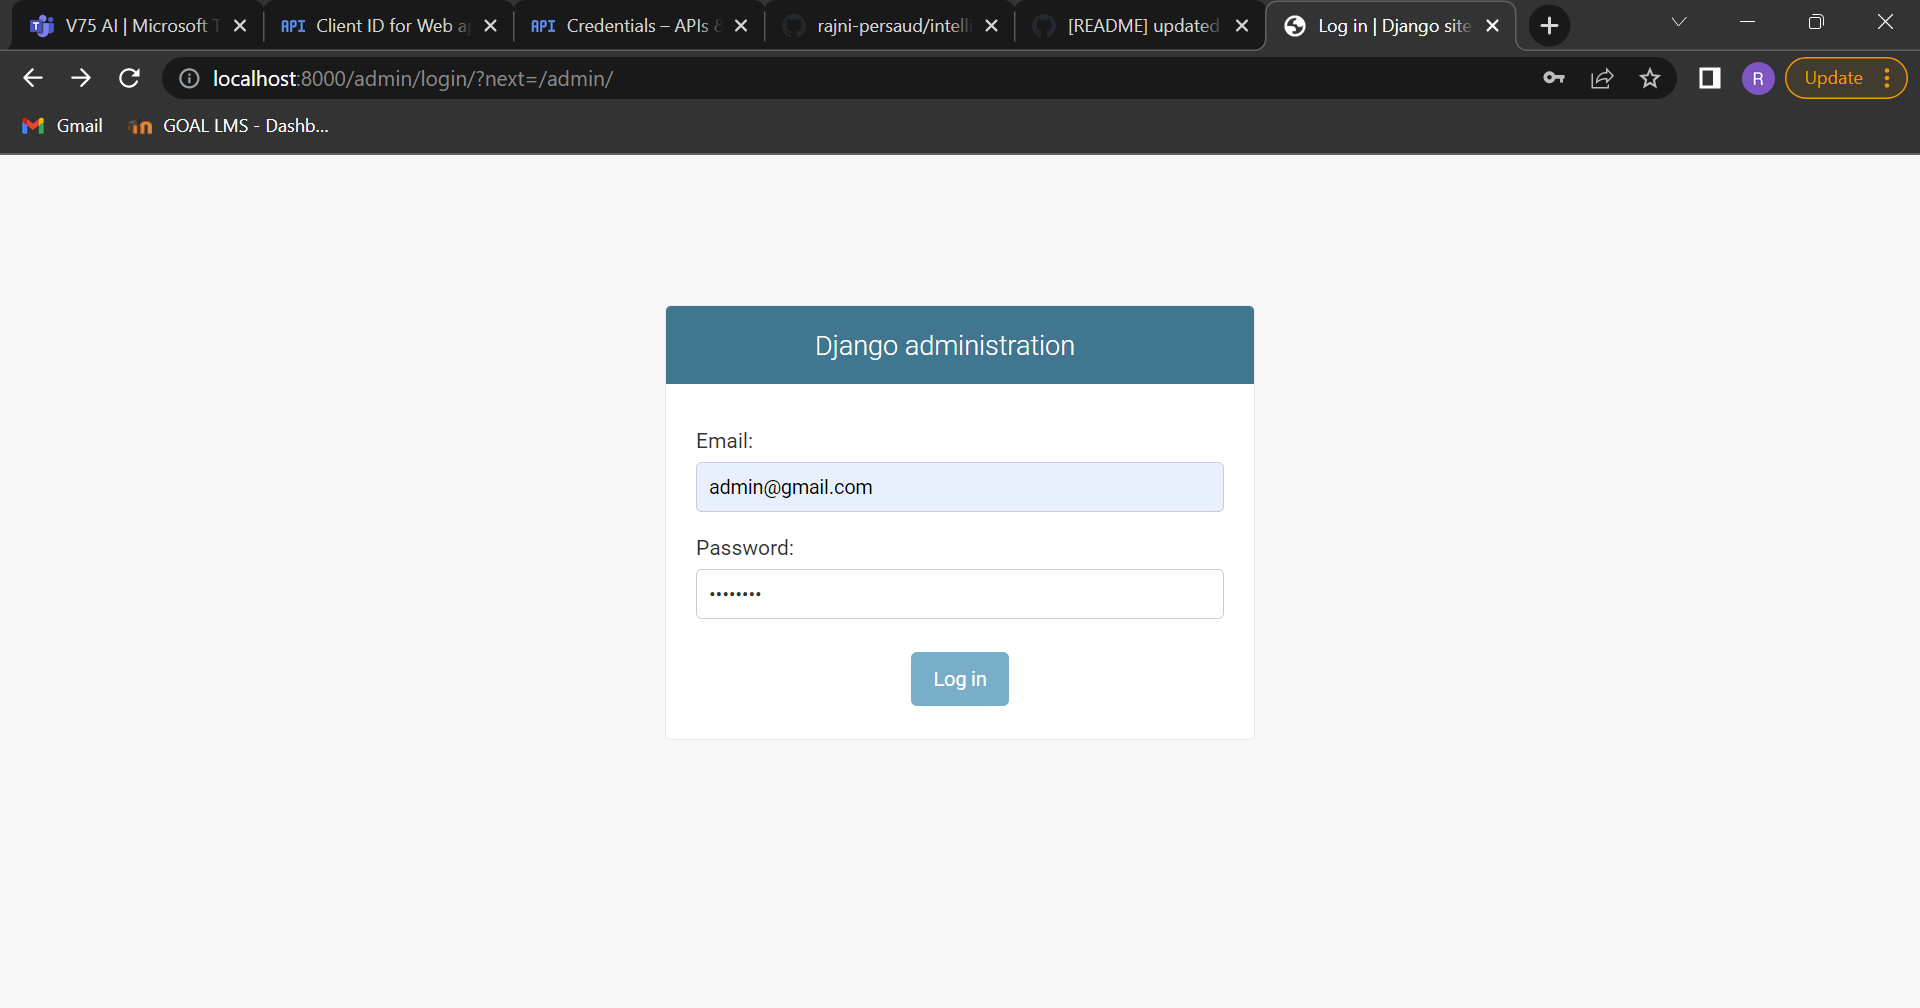 V75 AI | Microsoft T
API Client ID for Web a
API Credentials – APIs &
rajni-persaud/intelli
[README] updated
Log in | Django site
localhost:8000/admin/login/?next=/admin/
R
Update
Gmail
GOAL LMS - Dashb...
Django administration
Email:
admin@gmail.com
Password:
••••••••
Log in